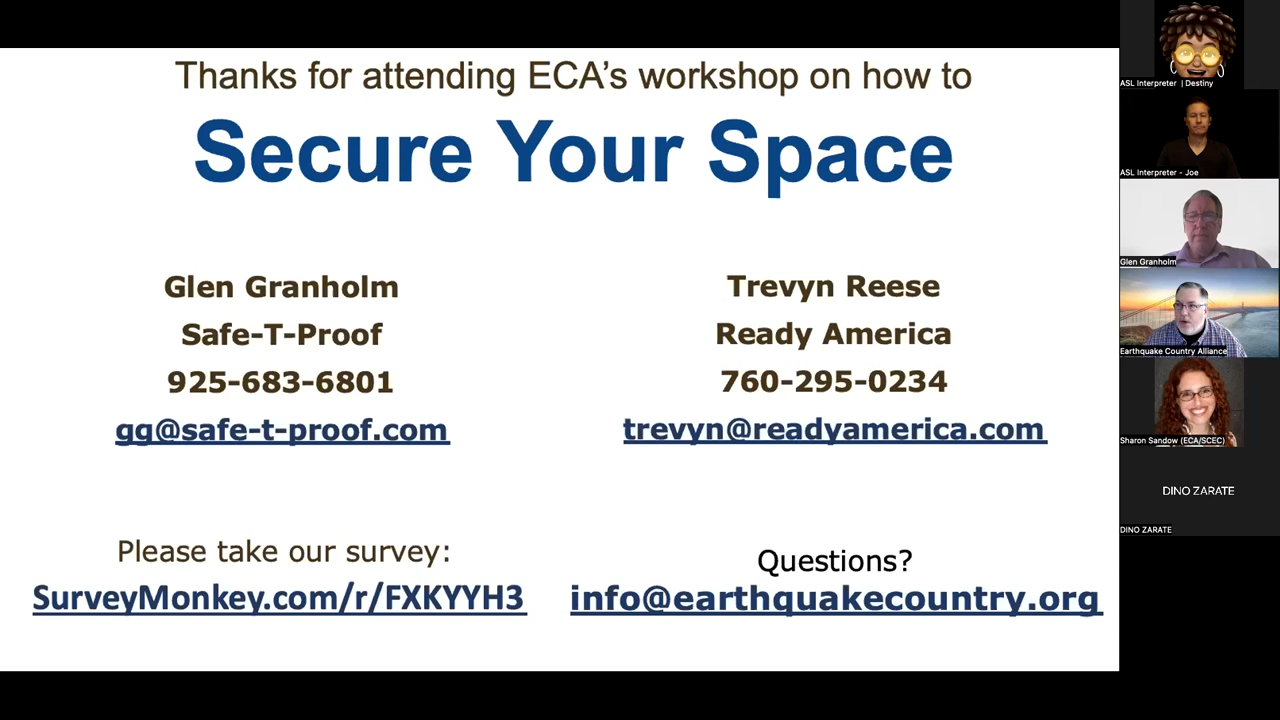 Thanks for attending ECA's workshop on how to
Secure Your Space
Glen Granholm
Safe-T-Proof
925-683-6801
gg@safe-t-proof.com
Trevyn Reese
Ready America
760-295-0234
trevyn@readyamerica.com
Please take our survey:
SurveyMonkey.com/r/FXKYYH3
Questions?
info@earthquakecountry.org
ASL Interpreter | Destiny
ASL Interpreter - Joe
Glen Granholm
Earthquake Country Alliance
Sharon Sandow (ECA/SCEC)
DINO ZARATE
DINO ZARATE